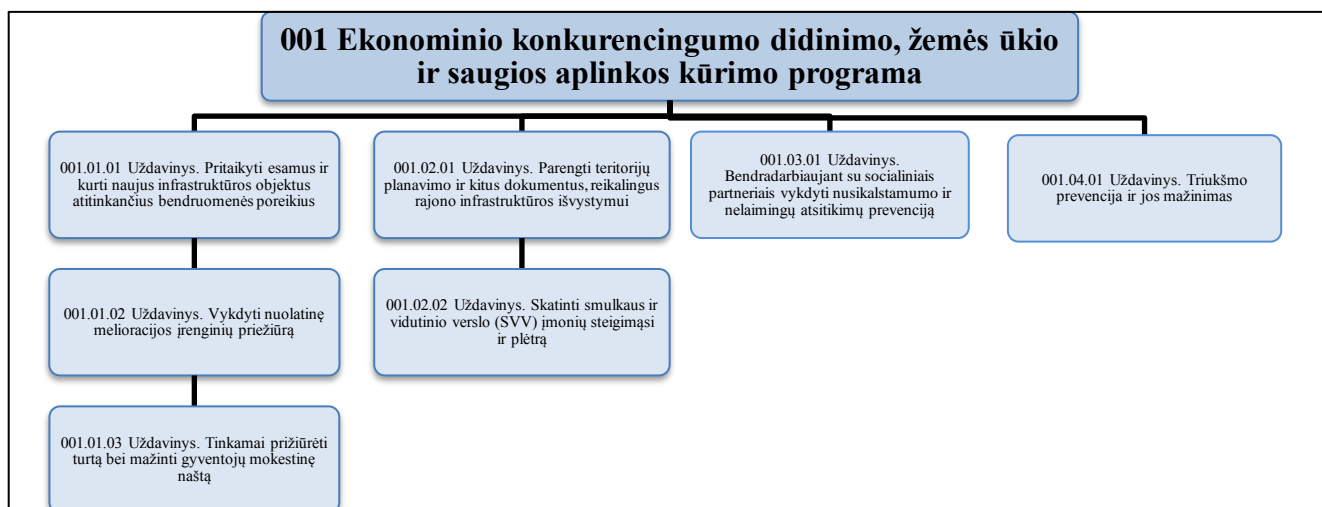 001 Ekonominio konkurencingumo didinimo, žemės ūkio
ir saugios aplinkos kūrimo programa
001.01.01 Uždavinys. Pritaikyti esamus ir
kurti naujus infrastruktūros objektus
atitinkančius bendruomenės poreikius
001.02.01 Uždavinys. Parengti teritorijų
planavimo ir kitus dokumentus, reikalingus
rajono infrastruktūros išvystymui
001.03.01 Uždavinys.
Bendradarbiaujant su socialiniais
partneriais vykdyti nusikalstamumo ir
nelaimingų atsitikimų prevenciją
001.04.01 Uždavinys. Triukšmo
prevencija ir jos mažinimas
001.01.02 Uždavinys. Vykdyti nuolatinę
melioracijos įrenginių priežiūrą
001.02.02 Uždavinys. Skatinti smulkaus ir
vidutinio verslo (SVV) įmonių steigimąsi
ir plėtrą
001.01.03 Uždavinys. Tinkamai prižiūrėti
turtą bei mažinti gyventojų mokestinę
naštą